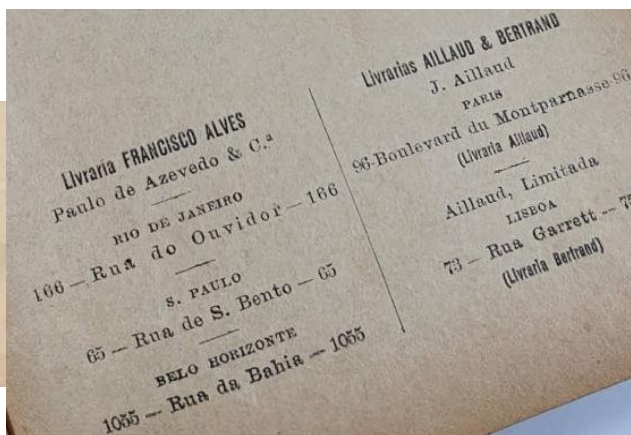 Livraria FRANCISCO ALVES
Paulo de Azevedo & C.ª
RIO DE JANEIRO
166 — Rua do Ouvidor — 166
S. PAULO
65 — Rua de S. Bento — 65
BELO HORIZONTE
1055 — Rua da Bahia — 1055
Livrarias AILLAUD & BERTRAND
J. Aillaud
PARIS
96-Boulevard du Montparnasse-96
(Livraria Aillaud)
Aillaud, Limitada
LISBOA
73 — Rua Garrett — 75
(Livraria Bertrand)